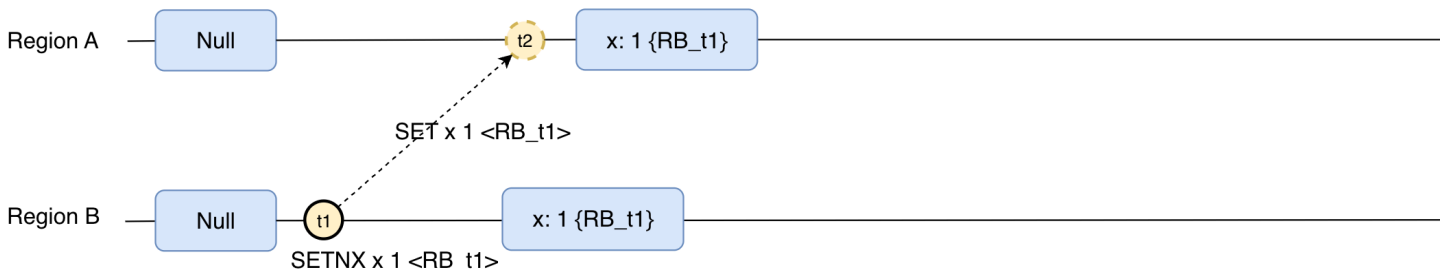 Region A
Null
t2
x: 1 {RB_t1}
SET x 1 <RB_t1>
Region B
Null
t1
x: 1 {RB_t1}
SETNX x 1 <RB_t1>